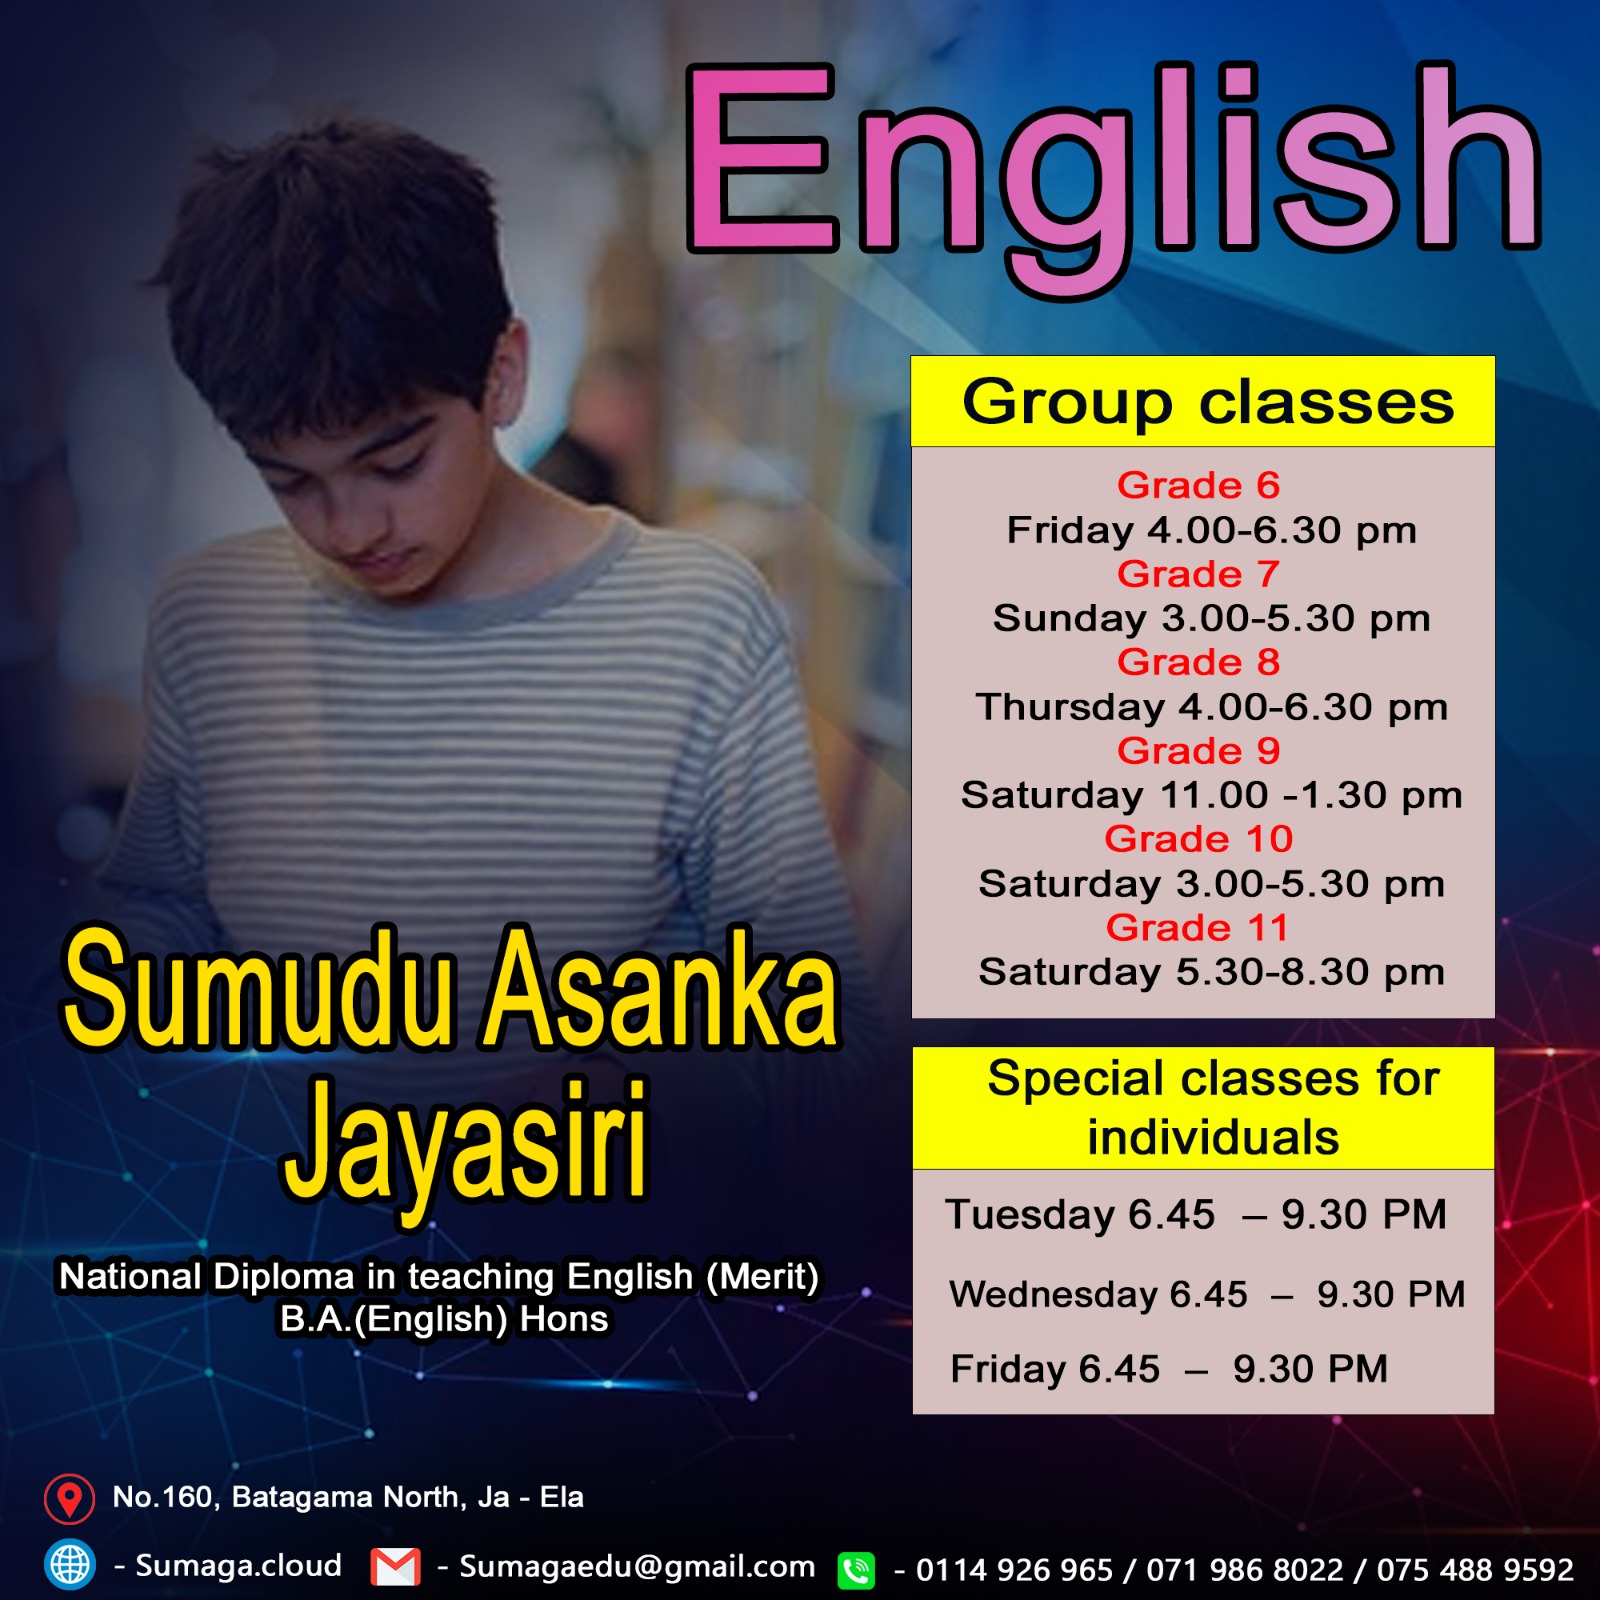 English
Group classes
Grade 6
Friday 4.00-6.30 pm
Grade 7
Sunday 3.00-5.30 pm
Grade 8
Thursday 4.00-6.30 pm
Grade 9
Saturday 11.00 -1.30 pm
Grade 10
Saturday 3.00-5.30 pm
Grade 11
Saturday 5.30-8.30 pm
Special classes for
individuals
Tuesday 6.45 – 9.30 PM
Wednesday 6.45 – 9.30 PM
Friday 6.45 – 9.30 PM
Sumudu Asanka
Jayasiri
National Diploma in teaching English (Merit)
B.A.(English) Hons
No.160, Batagama North, Ja - Ela
- Sumaga.cloud - Sumagaedu@gmail.com - 0114 926 965 / 071 986 8022 / 075 488 9592